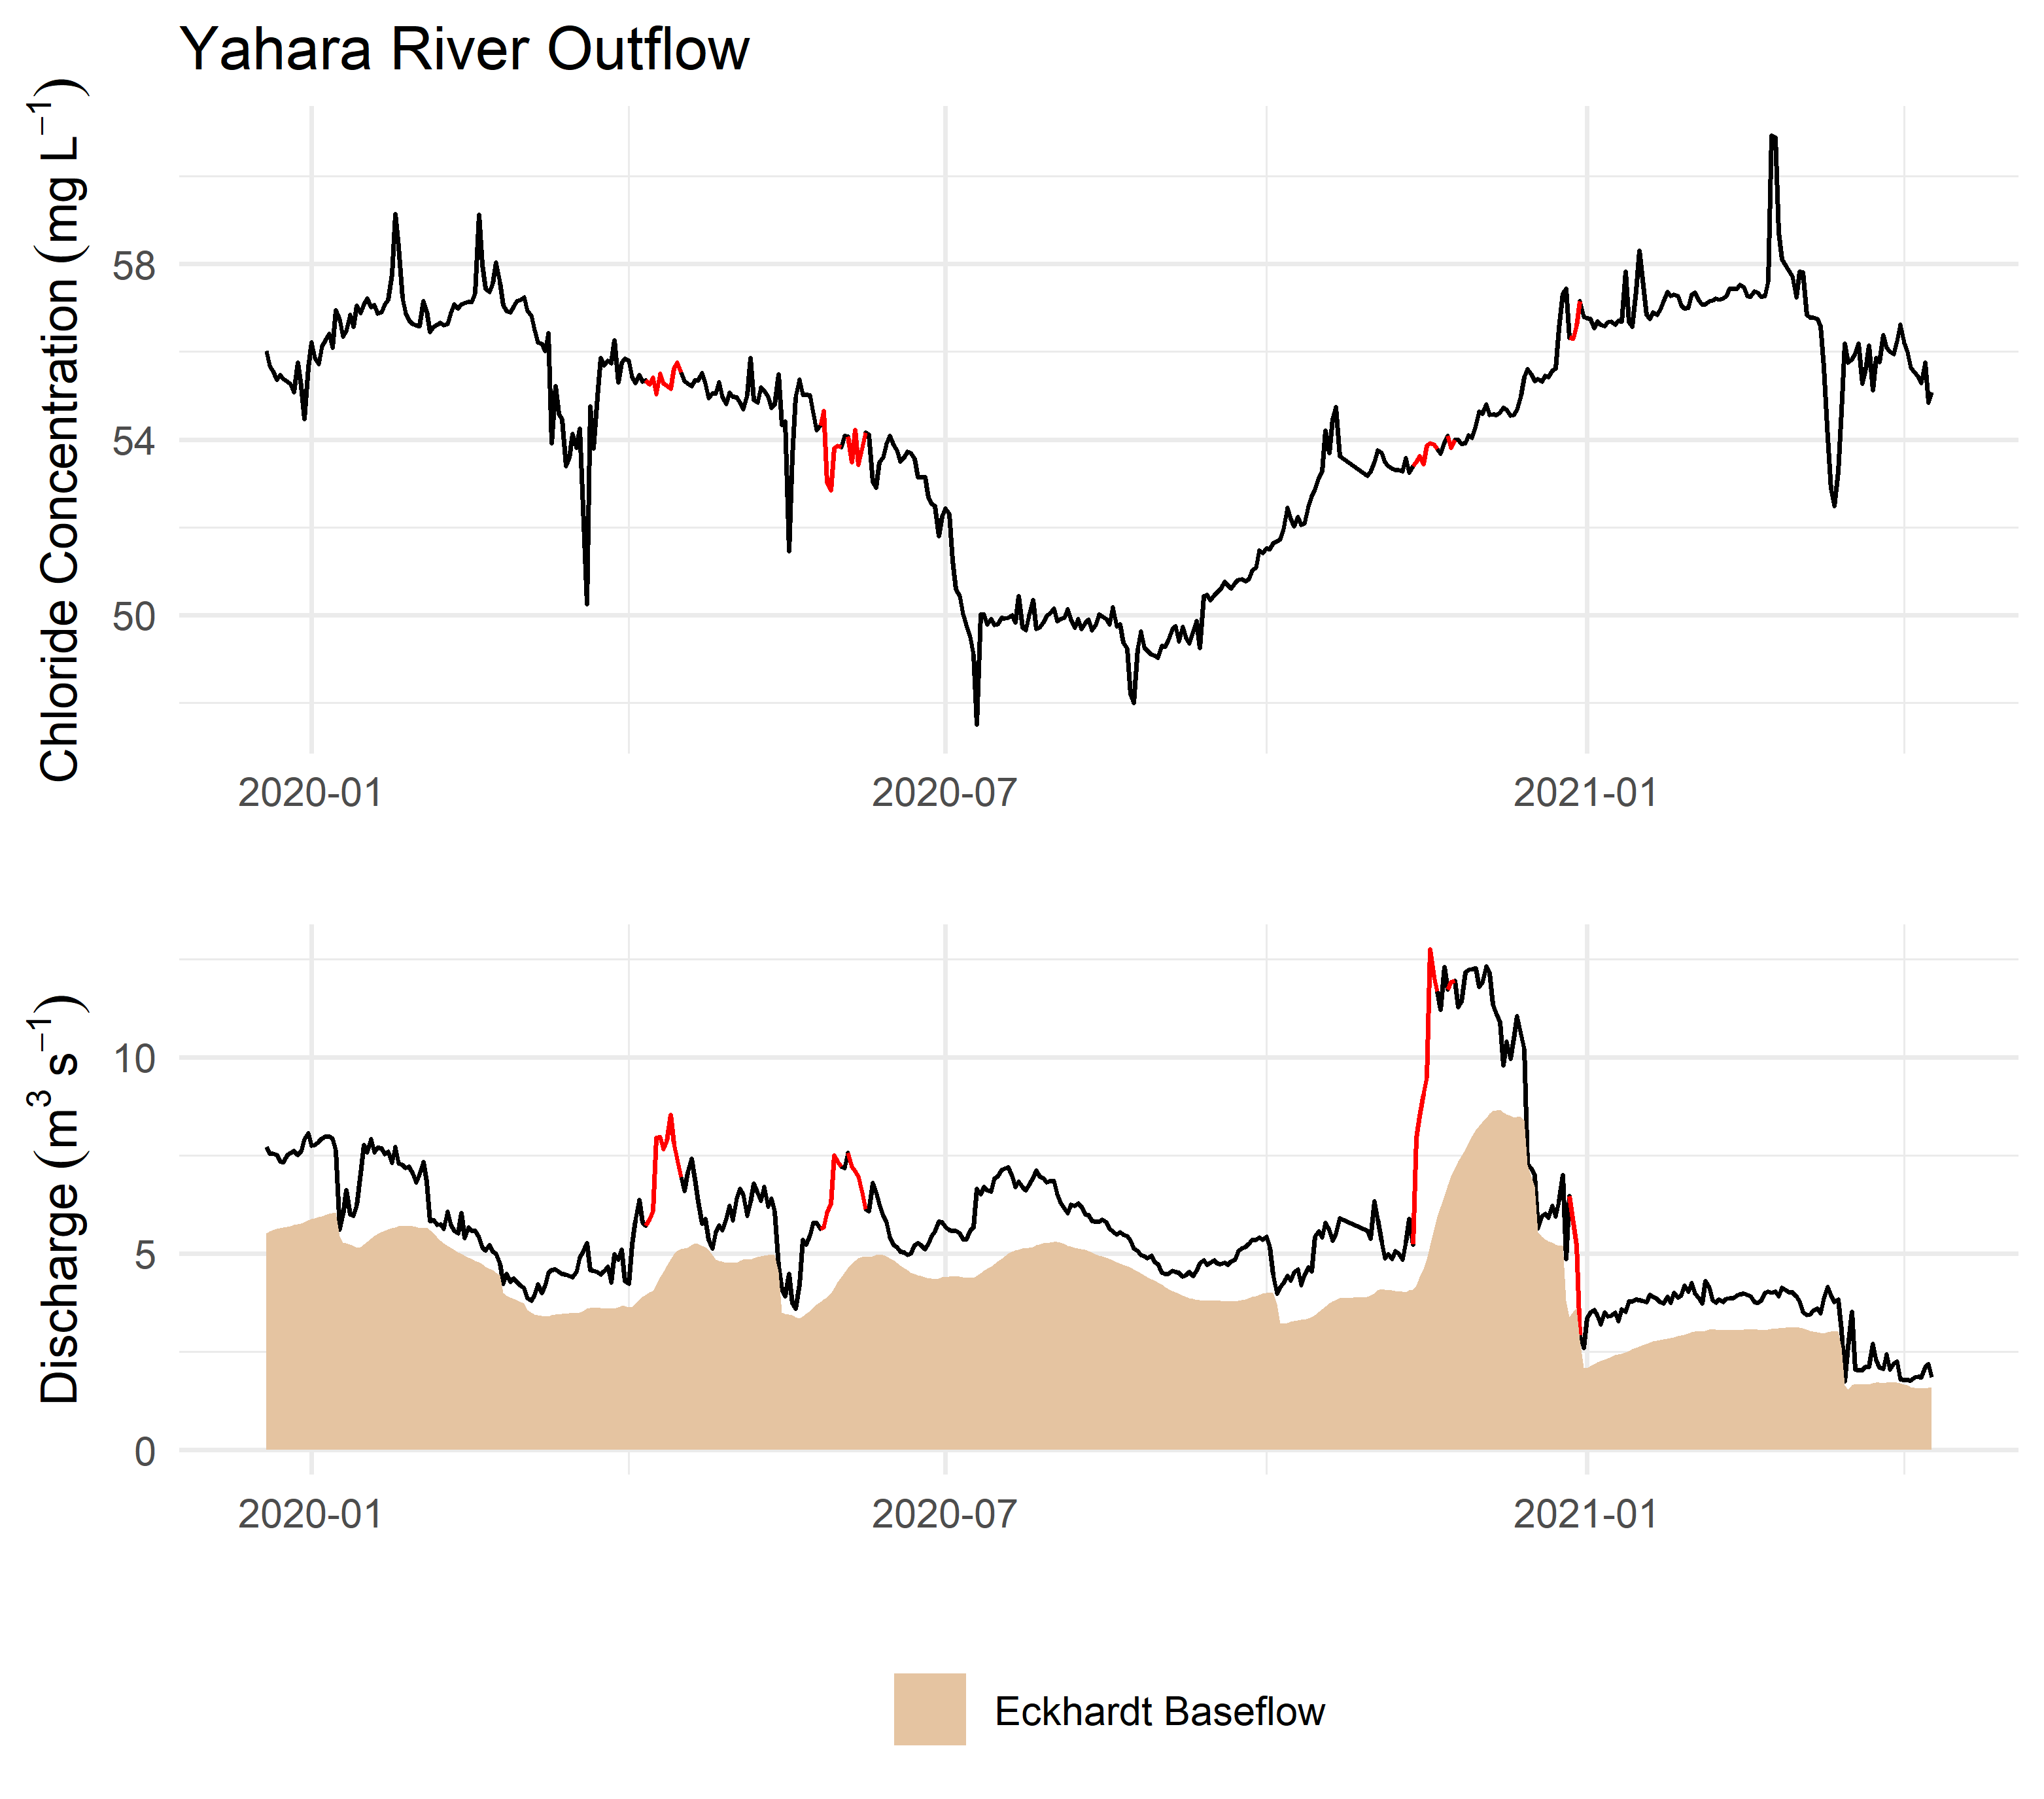 Yahara River Outflow
Chloride Concentration (mg L⁻¹)
58
54
50
2020-01 2020-07 2021-01
Discharge (m³ s⁻¹)
10
5
0
2020-01 2020-07 2021-01
Eckhardt Baseflow